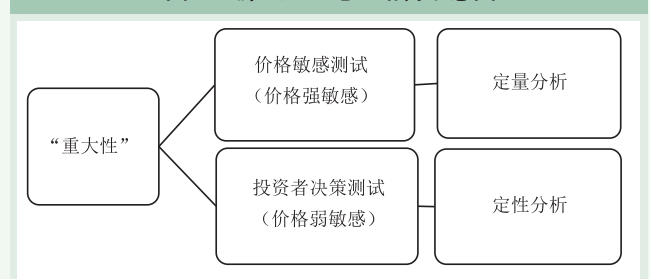 “重大性”
价格敏感测试
（价格强敏感）
定量分析
投资者决策测试
（价格弱敏感）
定性分析